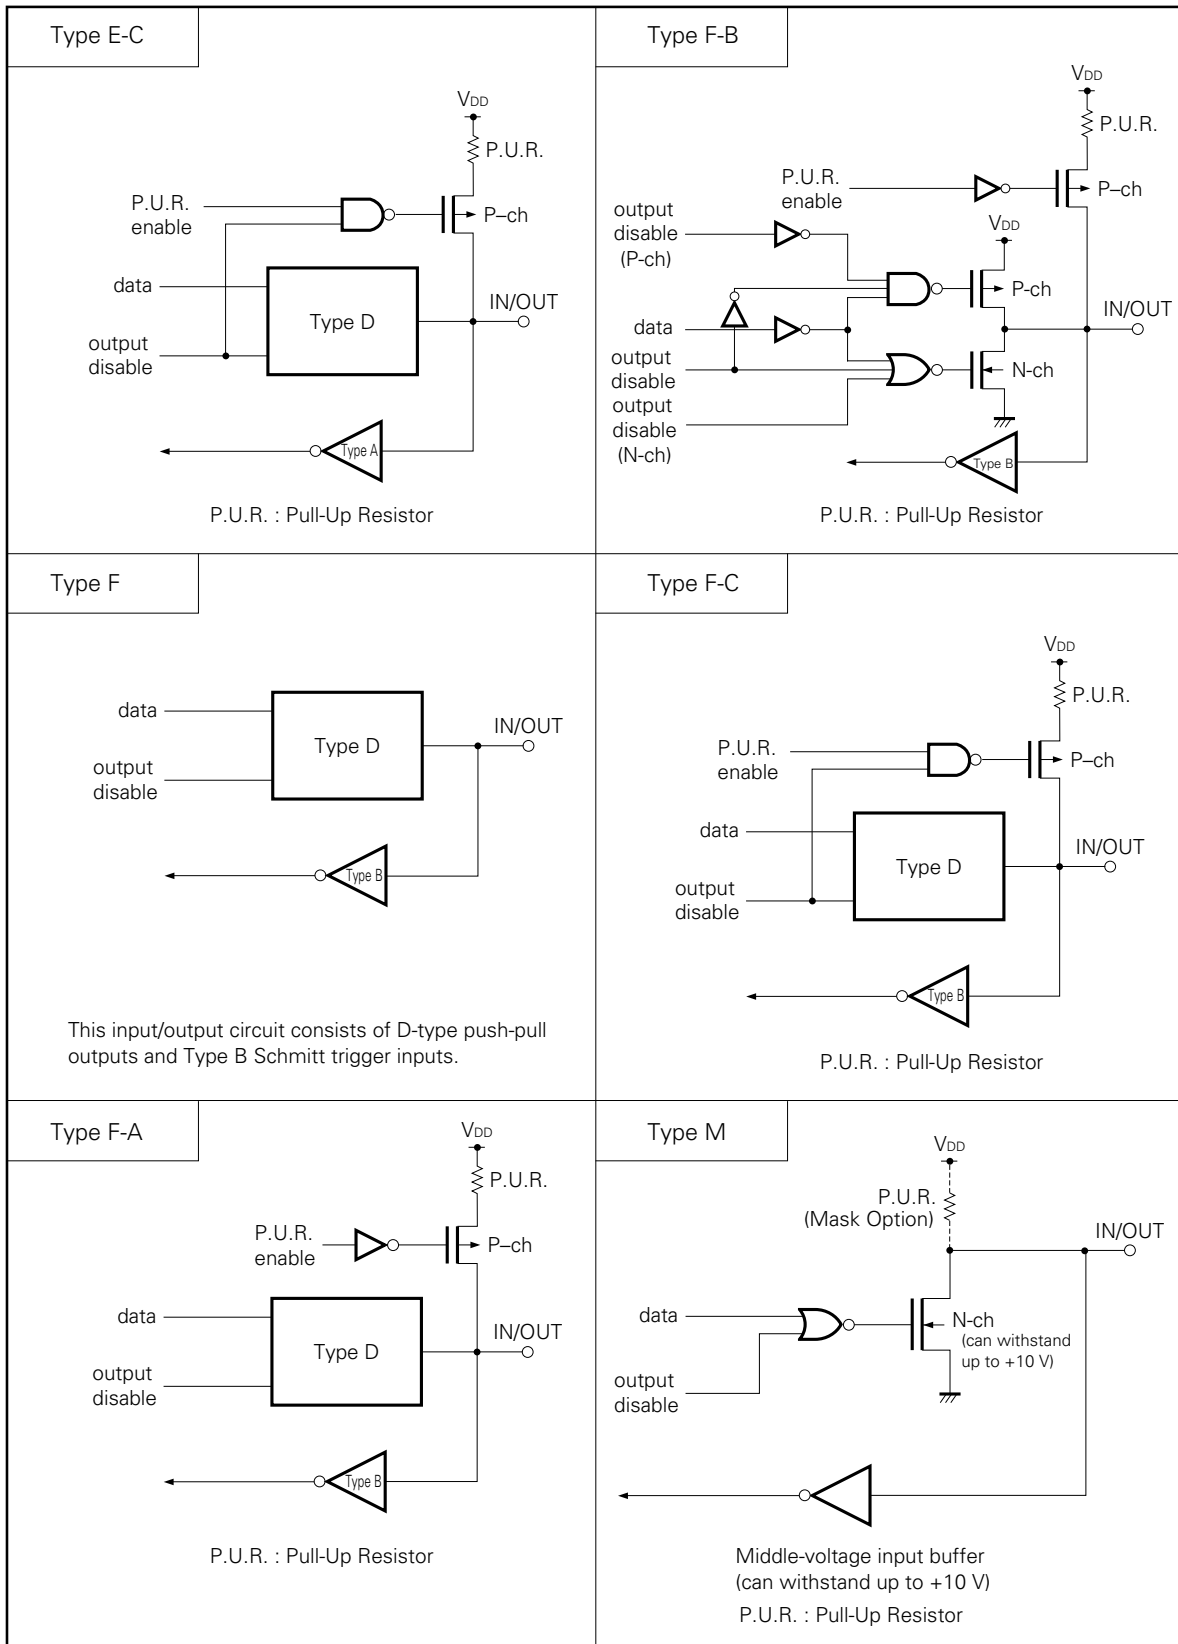 Type E-C
VDD
P.U.R.
P.U.R.
enable
P–ch
data
Type D
IN/OUT
output
disable
Type A
P.U.R. : Pull-Up Resistor
Type F-B
VDD
P.U.R.
P.U.R.
enable
P–ch
output
disable
(P-ch)
VDD
P-ch
IN/OUT
data
output
disable
N-ch
output
disable
(N-ch)
Type B
P.U.R. : Pull-Up Resistor
Type F
data
Type D
IN/OUT
output
disable
Type B
This input/output circuit consists of D-type push-pull
outputs and Type B Schmitt trigger inputs.
Type F-C
VDD
P.U.R.
P.U.R.
enable
P–ch
data
Type D
IN/OUT
output
disable
Type B
P.U.R. : Pull-Up Resistor
Type F-A
VDD
P.U.R.
P.U.R.
enable
P–ch
data
Type D
IN/OUT
output
disable
Type B
P.U.R. : Pull-Up Resistor
Type M
VDD
P.U.R.
(Mask Option)
IN/OUT
data
N-ch
(can withstand
up to +10 V)
output
disable
Middle-voltage input buffer
(can withstand up to +10 V)
P.U.R. : Pull-Up Resistor